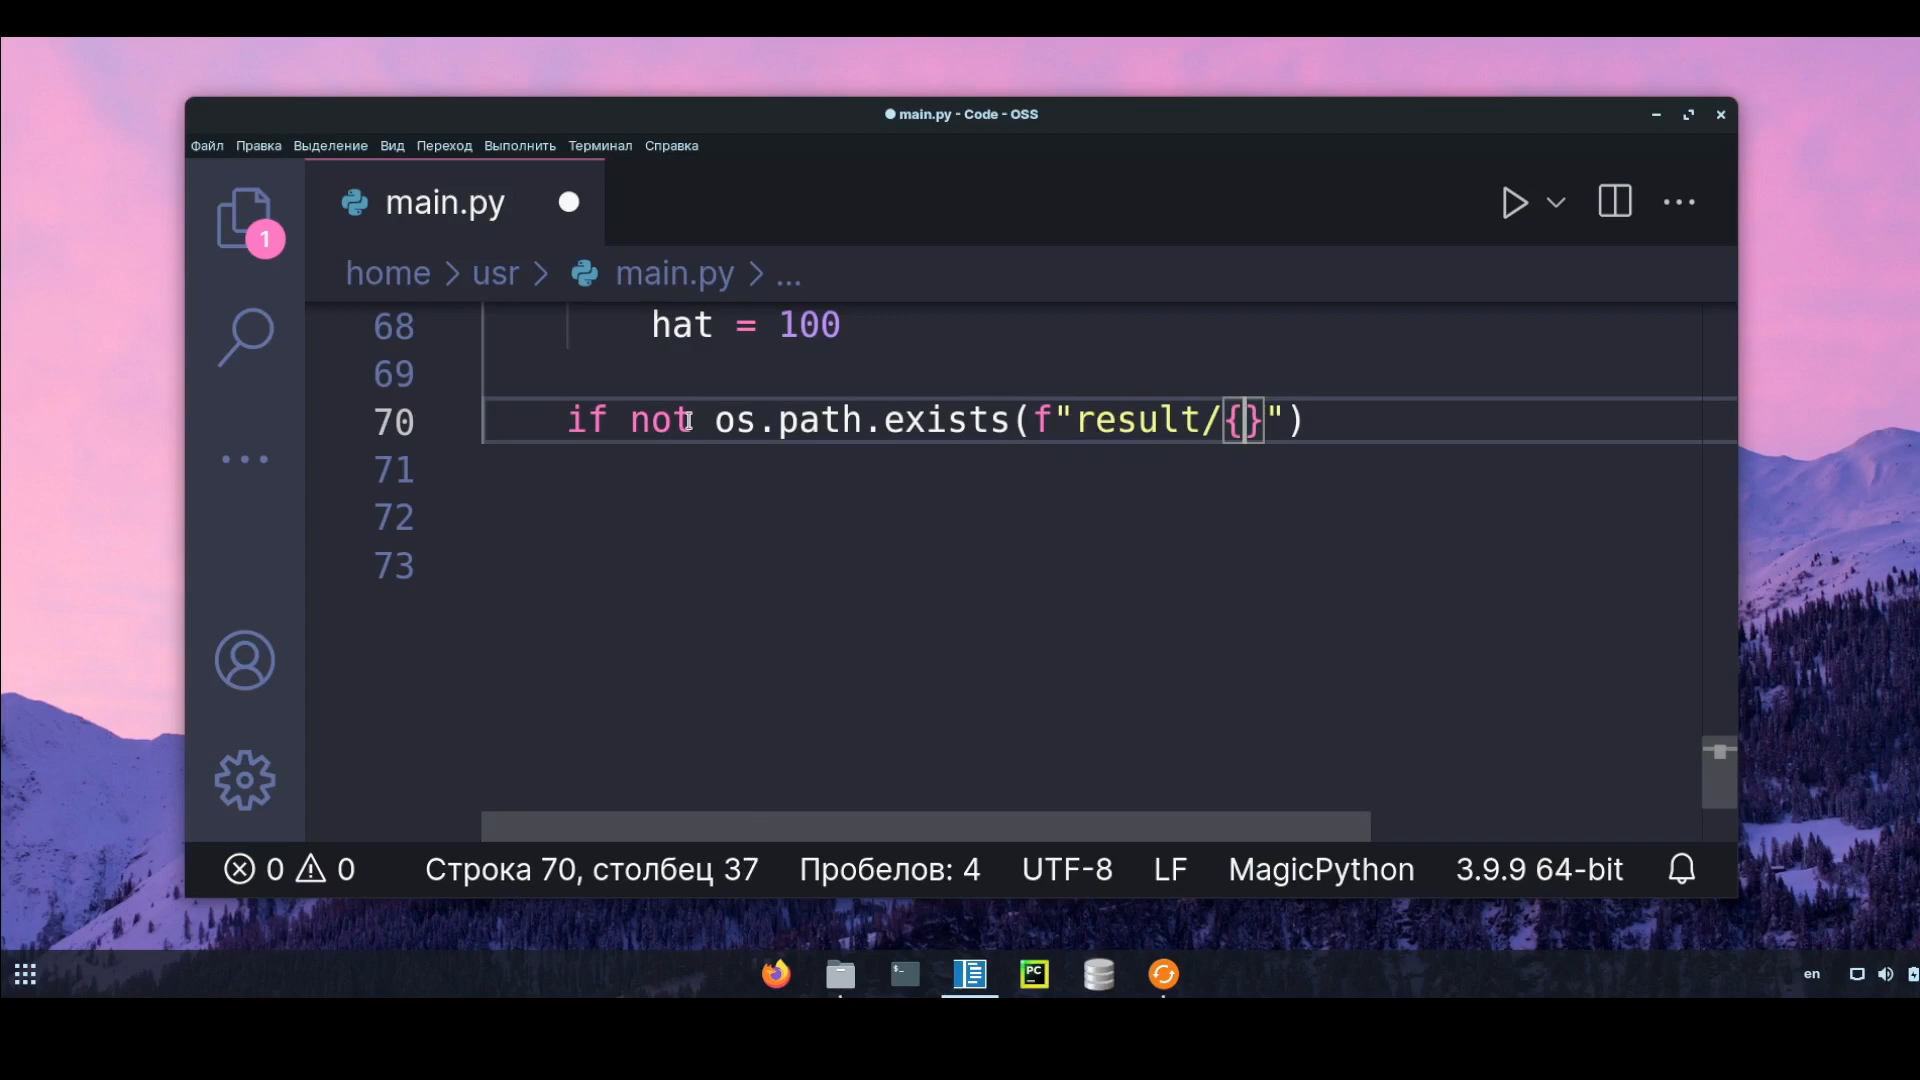 main.py - Code - OSS
Файл Правка Выделение Вид Переход Выполнить Терминал Справка
main.py
1
home > usr > main.py > ...
68 hat = 100
69
70 if not os.path.exists(f"result/{}")
71
72
73
0 0 Строка 70, столбец 37 Пробелов: 4 UTF-8 LF MagicPython 3.9.9 64-bit
PC
en